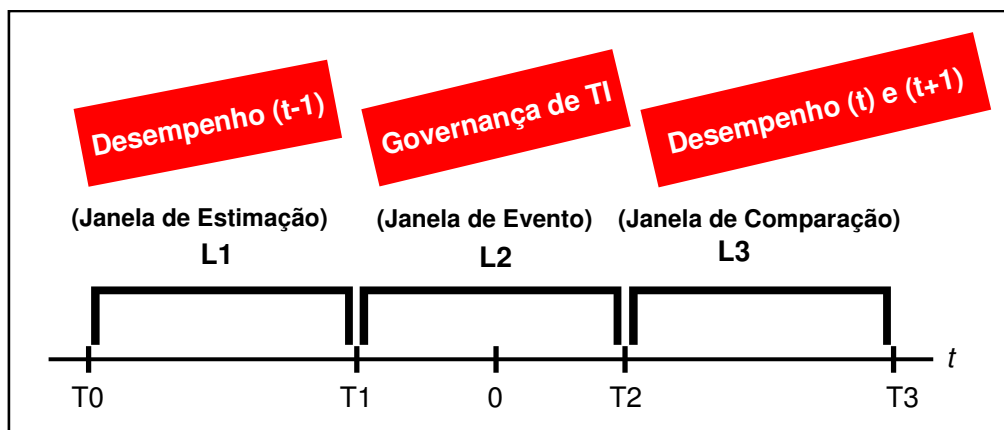 Desempenho (t-1)
Governança de TI
Desempenho (t) e (t+1)
(Janela de Estimação)
L1
(Janela de Evento)
L2
(Janela de Comparação)
L3
t
T0
T1
0
T2
T3